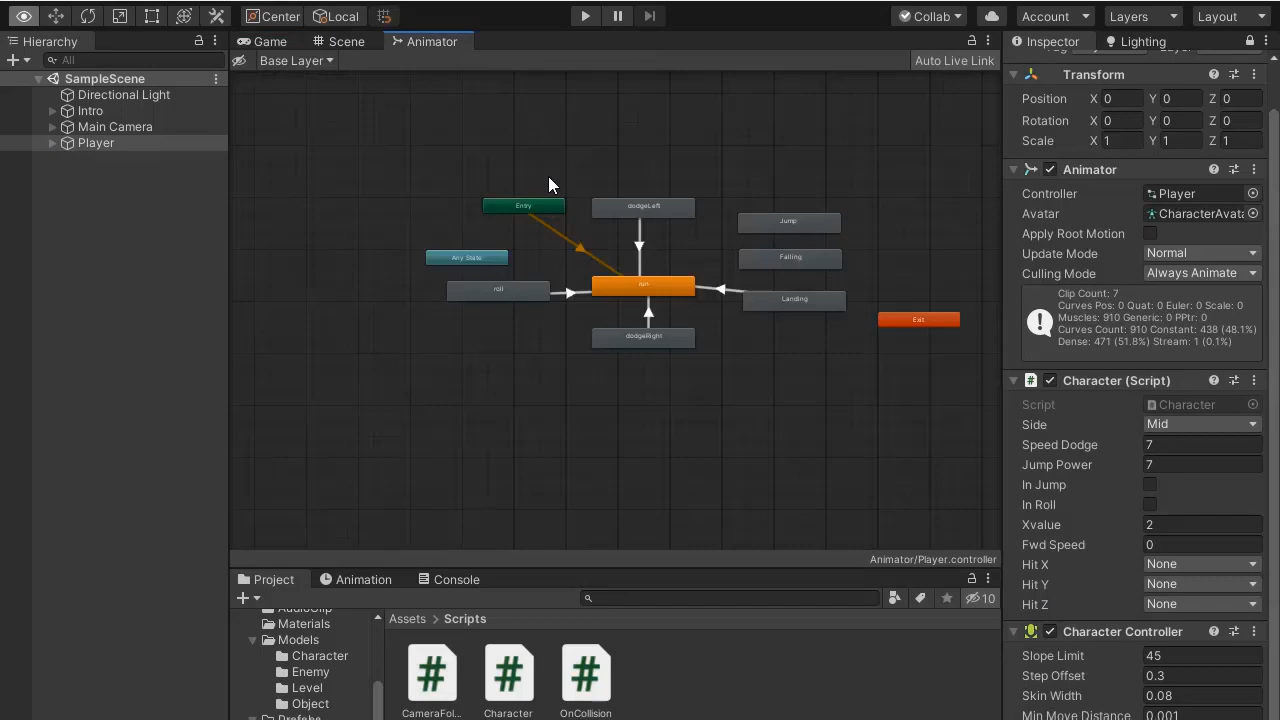 Center Local Collab Account Layers Layout
Hierarchy Game Scene Animator Inspector Lighting
All Base Layer Auto Live Link
SampleScene
Directional Light
Intro
Main Camera
Player
Entry dodgeLeft Jump
Any State Falling
roll run Landing
Exit
dodgeRight
Animator/Player.controller
Transform
Position X 0 Y 0 Z 0
Rotation X 0 Y 0 Z 0
Scale X 1 Y 1 Z 1
Animator
Controller Player
Avatar CharacterAvata
Apply Root Motion
Update Mode Normal
Culling Mode Always Animate
Clip Count: 7
Curves Pos: 0 Quat: 0 Euler: 0 Scale: 0
Muscles: 910 Generic: 0 PPtr: 0
Curves Count: 910 Constant: 438 (48.1%)
Dense: 471 (51.8%) Stream: 1 (0.1%)
# Character (Script)
Script Character
Side Mid
Speed Dodge 7
Jump Power 7
In Jump
In Roll
Xvalue 2
Fwd Speed 0
Hit X None
Hit Y None
Hit Z None
Character Controller
Slope Limit 45
Step Offset 0.3
Skin Width 0.08
Min Move Distance 0.001
Project Animation Console
10
AudioClip
Materials
Models
Character
Enemy
Level
Object
Prefabs
Assets > Scripts
# # #
CameraFol... Character OnCollision